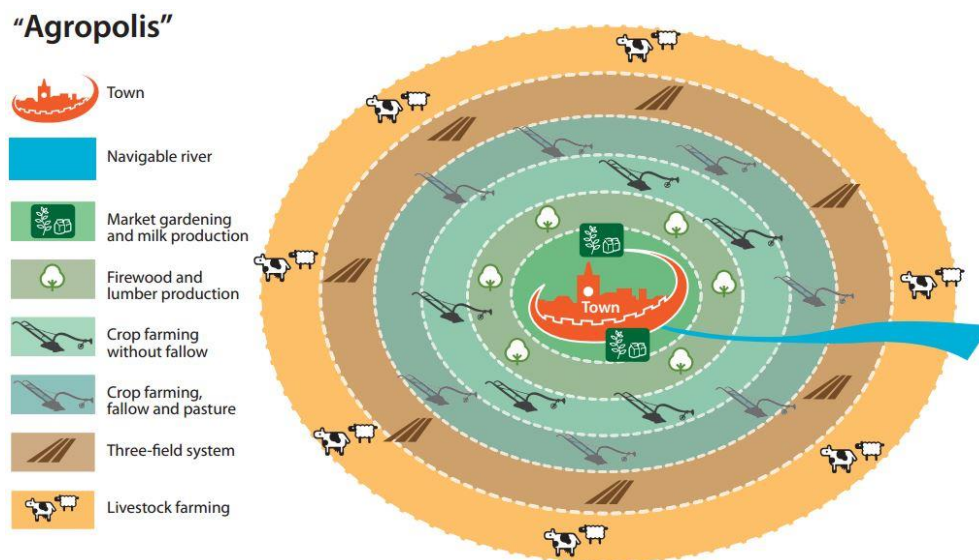 “Agropolis”
Town
Navigable river
Market gardening
and milk production
Firewood and
lumber production
Crop farming
without fallow
Crop farming,
fallow and pasture
Three-field system
Livestock farming
Town